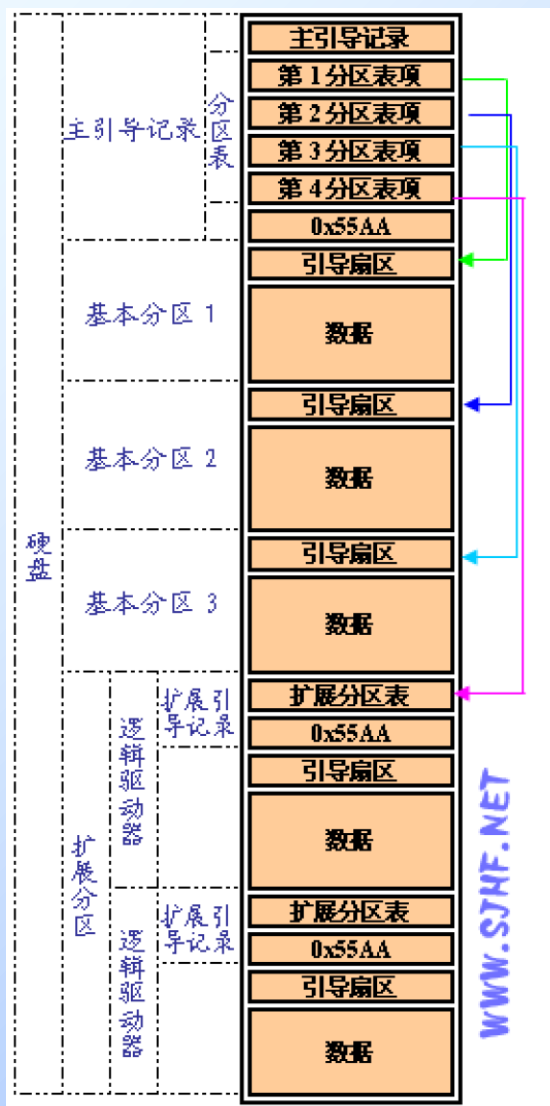 硬盘
主引导记录
分区表
主引导记录
第1分区表项
第2分区表项
第3分区表项
第4分区表项
0x55AA
基本分区 1
引导扇区
数据
基本分区 2
引导扇区
数据
基本分区 3
引导扇区
数据
扩展分区
逻辑驱动器
扩展引
导记录
扩展分区表
0x55AA
引导扇区
数据
逻辑驱动器
扩展引
导记录
扩展分区表
0x55AA
引导扇区
数据
WWW.SJHF.NET